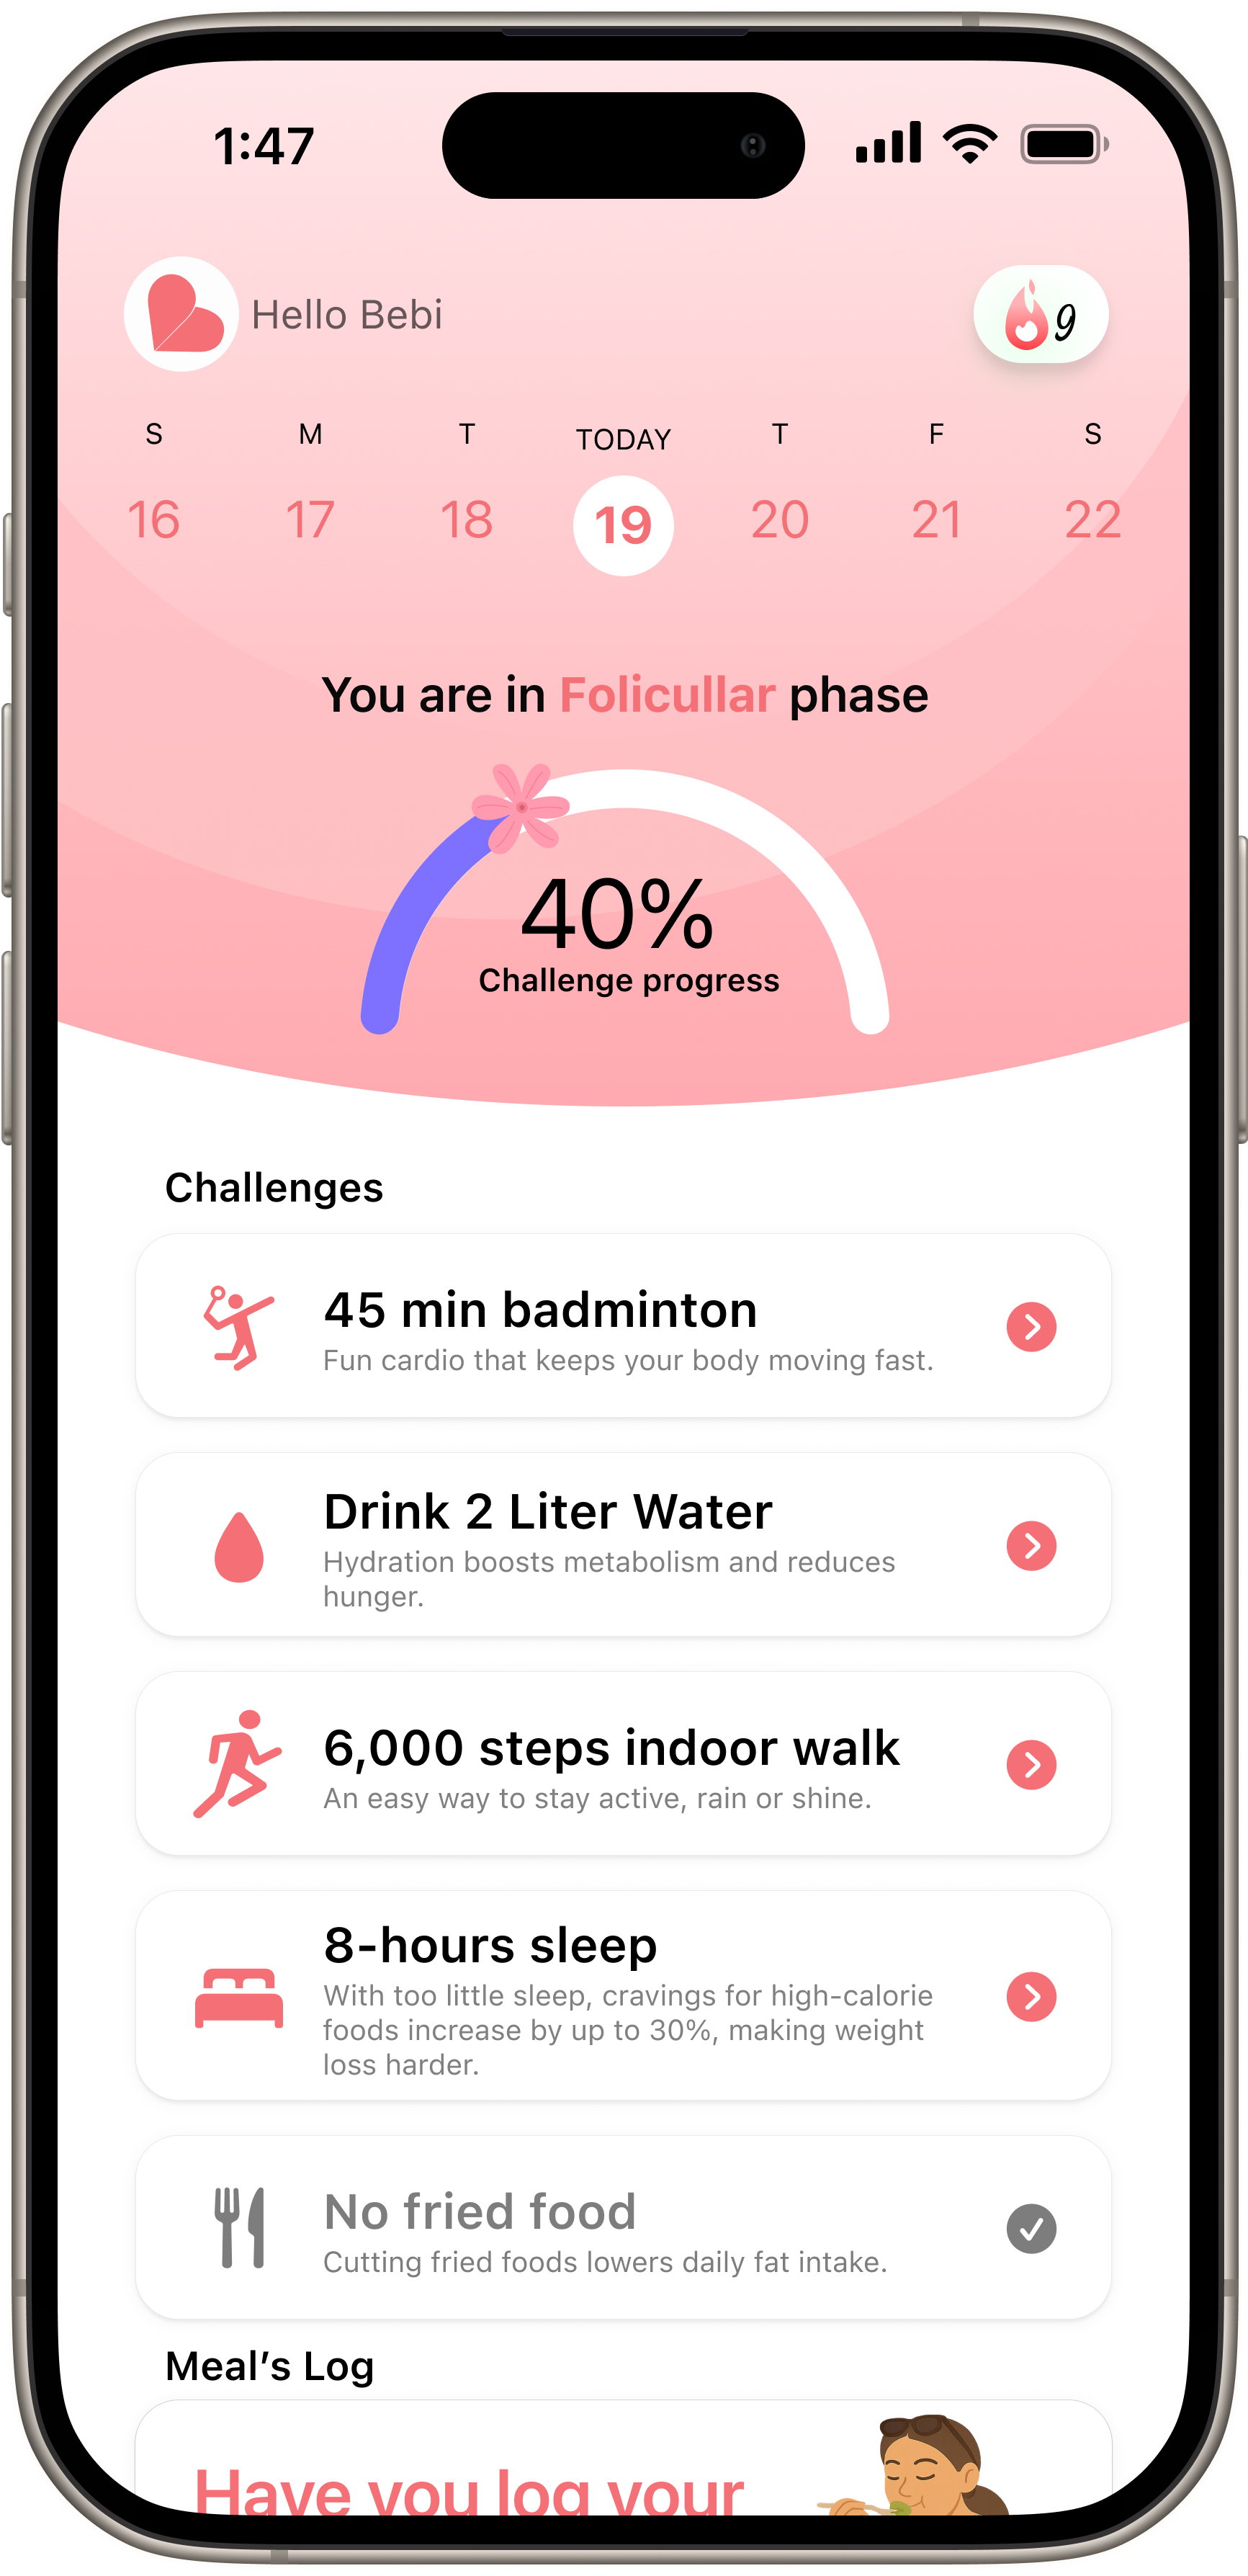 1:47
Hello Bebi
9
S M T TODAY T F S
16 17 18 19 20 21 22
You are in Folicullar phase
40%
Challenge progress
Challenges
45 min badminton
Fun cardio that keeps your body moving fast.
Drink 2 Liter Water
Hydration boosts metabolism and reduces
hunger.
6,000 steps indoor walk
An easy way to stay active, rain or shine.
8-hours sleep
With too little sleep, cravings for high-calorie
foods increase by up to 30%, making weight
loss harder.
No fried food
Cutting fried foods lowers daily fat intake.
Meal’s Log
Have you log your